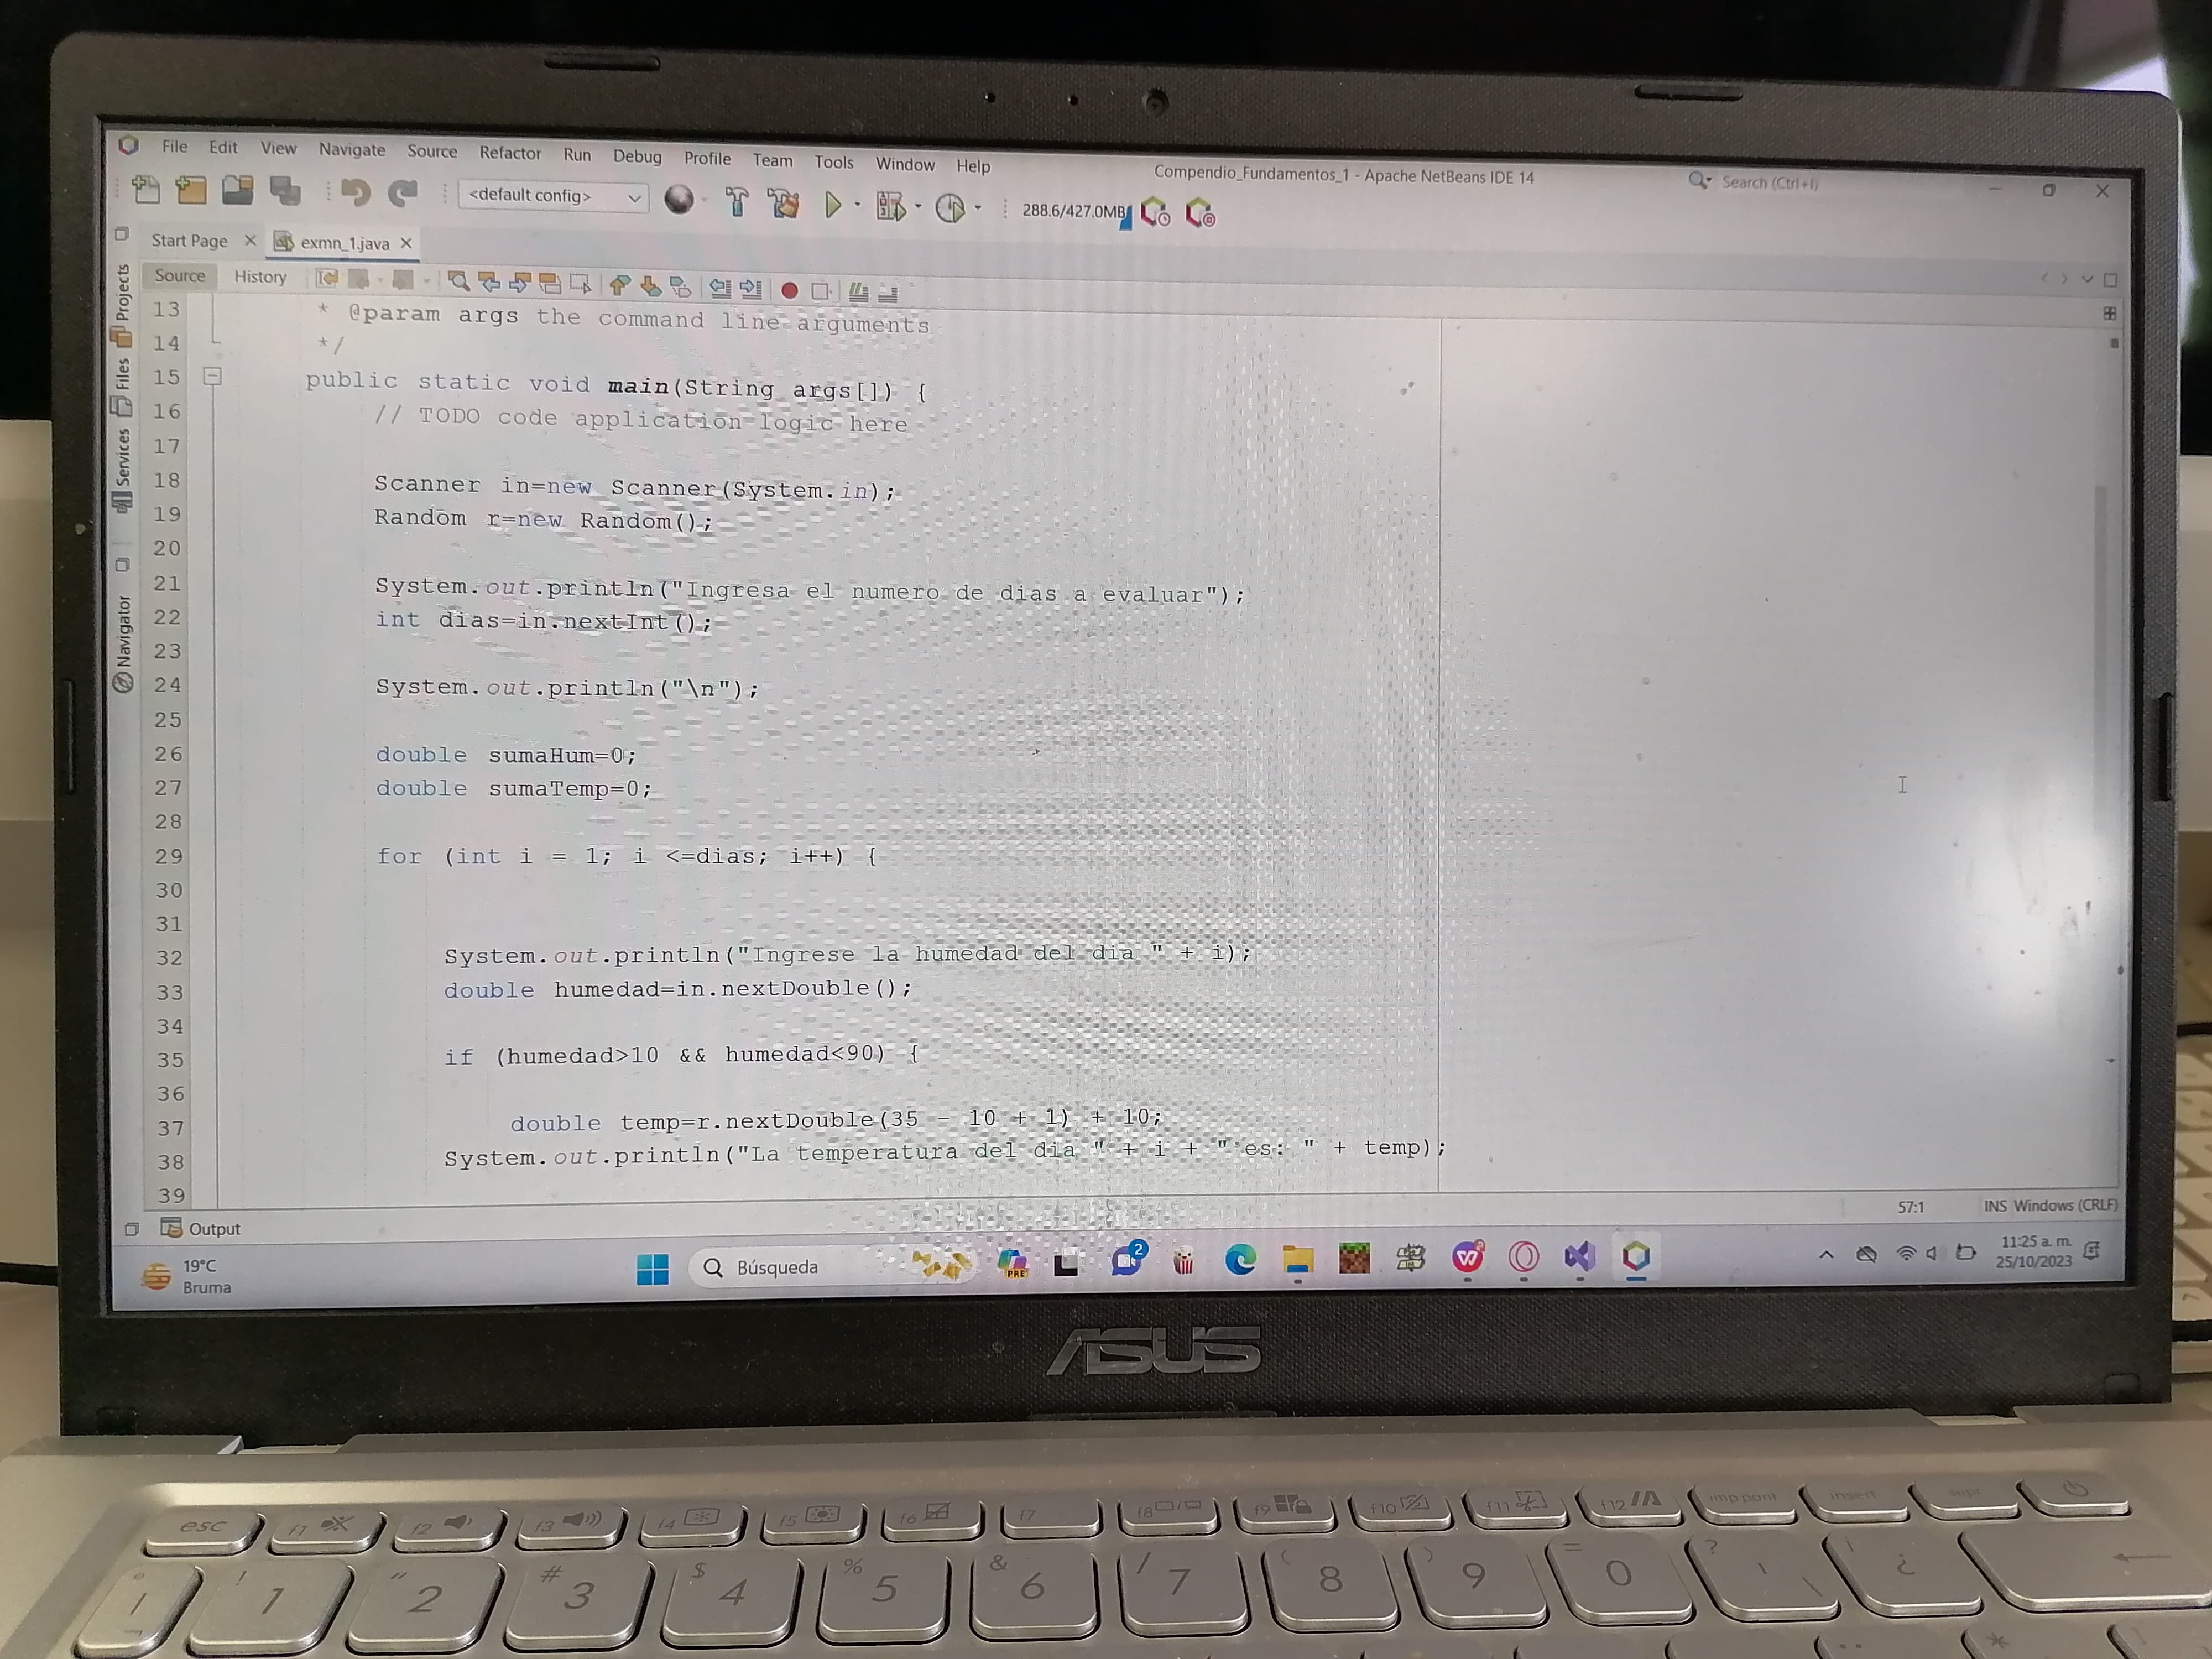 File Edit View Navigate Source Refactor Run Debug Profile Team Tools Window Help
Compendio_Fundamentos_1 - Apache NetBeans IDE 14
Search (Ctrl+I)
<default config>
288.6/427.0MB
Start Page
exmn_1.java
Source History
Projects
Files
Services
Navigator
13 * @param args the command line arguments
14 */
15 public static void main(String args[]) {
16 // TODO code application logic here
17
18 Scanner in=new Scanner(System.in);
19 Random r=new Random();
20
21 System.out.println("Ingresa el numero de dias a evaluar");
22 int dias=in.nextInt();
23
24 System.out.println("\n");
25
26 double sumaHum=0;
27 double sumaTemp=0;
28
29 for (int i = 1; i <=dias; i++) {
30
31
32 System.out.println("Ingrese la humedad del dia " + i);
33 double humedad=in.nextDouble();
34
35 if (humedad>10 && humedad<90) {
36
37 double temp=r.nextDouble(35 - 10 + 1) + 10;
38 System.out.println("La temperatura del dia " + i + " es: " + temp);
39
57:1 INS Windows (CRLF)
Output
19°C
Bruma
Búsqueda
PRE
2
11:25 a. m.
25/10/2023
ASUS
esc f1 f2 f3 f4 f5 f6 f7 f8 f9 f10 f11 f12 imp pant insert supr
! 1 " 2 # 3 $ 4 % 5 & 6 / 7 ( 8 ) 9 = 0 ? ' \ ¿